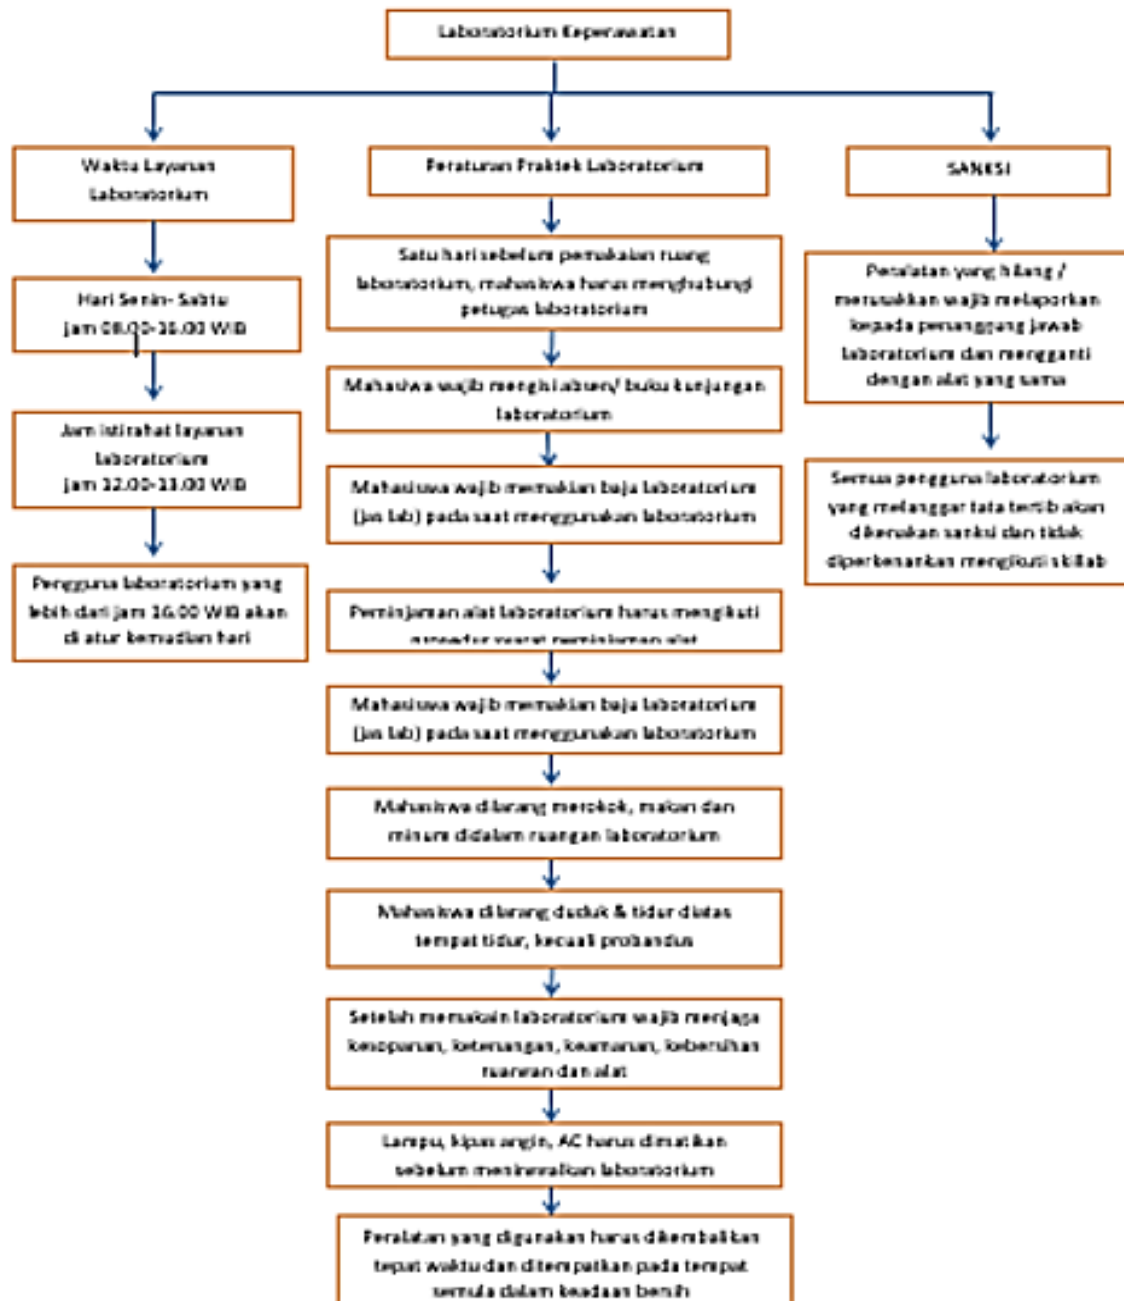 Laboratorium Keperawatan
Waktu Layanan
Laboratorium
Hari Senin- Sabtu
jam 08.00-16.00 WIB
Jam istirahat layanan
laboratorium
jam 12.00-13.00 WIB
Pengguna laboratorium yang
lebih dari jam 16.00 WIB akan
di atur kemudian hari
Peraturan Praktek Laboratorium
Satu hari sebelum pemakaian ruang
laboratorium, mahasiswa harus menghubungi
petugas laboratorium
Mahasiwa wajib mengisi absen/ buku kunjungan
laboratorium
Mahasiswa wajib memakian baju laboratorium
(jas lab) pada saat menggunakan laboratorium
Peminjaman alat laboratorium harus mengikuti
peminjaman alat
Mahasiswa wajib memakian baju laboratorium
(jas lab) pada saat menggunakan laboratorium
Mahasiswa dilarang merokok, makan dan
minum didalam ruangan laboratorium
Mahasiswa dilarang duduk & tidur diatas
tempat tidur, kecuali probandus
Setelah memakain laboratorium wajib menjaga
kesopanan, ketenangan, keamanan, kebersihan
dan alat
Lampu, kipas angin, AC harus dimatikan
sebelum laboratorium
Peralatan yang digunakan harus dikembalikan
tepat waktu dan ditempatkan pada tempat
semula dalam keadaan bersih
SANKSI
Peralatan yang hilang /
merusakkan wajib melaporkan
kepada penanggung jawab
laboratorium dan mengganti
dengan alat yang sama
Semua pengguna laboratorium
yang melanggar tata tertib akan
dikenakan sanksi dan tidak
diperkenankan mengikuti skillab